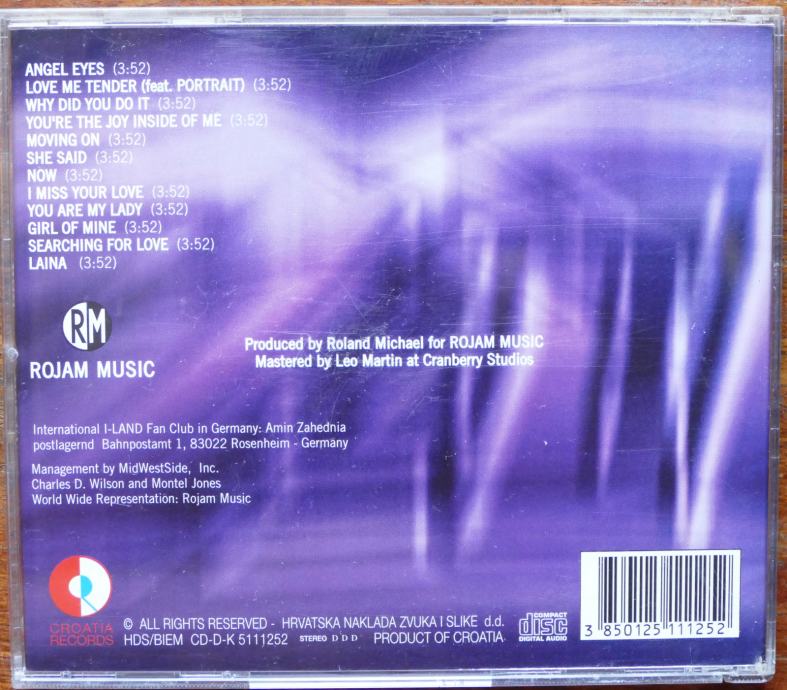 ANGEL EYES (3:52)
LOVE ME TENDER (feat. PORTRAIT) (3:52)
WHY DID YOU DO IT (3:52)
YOU'RE THE JOY INSIDE OF ME (3:52)
MOVING ON (3:52)
SHE SAID (3:52)
NOW (3:52)
I MISS YOUR LOVE (3:52)
YOU ARE MY LADY (3:52)
GIRL OF MINE (3:52)
SEARCHING FOR LOVE (3:52)
LAINA (3:52)
RM
ROJAM MUSIC
Produced by Roland Michael for ROJAM MUSIC
Mastered by Leo Martin at Cranberry Studios
International I-LAND Fan Club in Germany: Amin Zahednia
postlagernd Bahnpostamt 1, 83022 Rosenheim - Germany
Management by MidWestSide, Inc.
Charles D. Wilson and Montel Jones
World Wide Representation: Rojam Music
CROATIA
RECORDS
© ALL RIGHTS RESERVED - HRVATSKA NAKLADA ZVUKA I SLIKE d.d.
HDS/BIEM CD-D-K 5111252 STEREO D D D PRODUCT OF CROATIA
COMPACT
disc
DIGITAL AUDIO
3 850125 111252